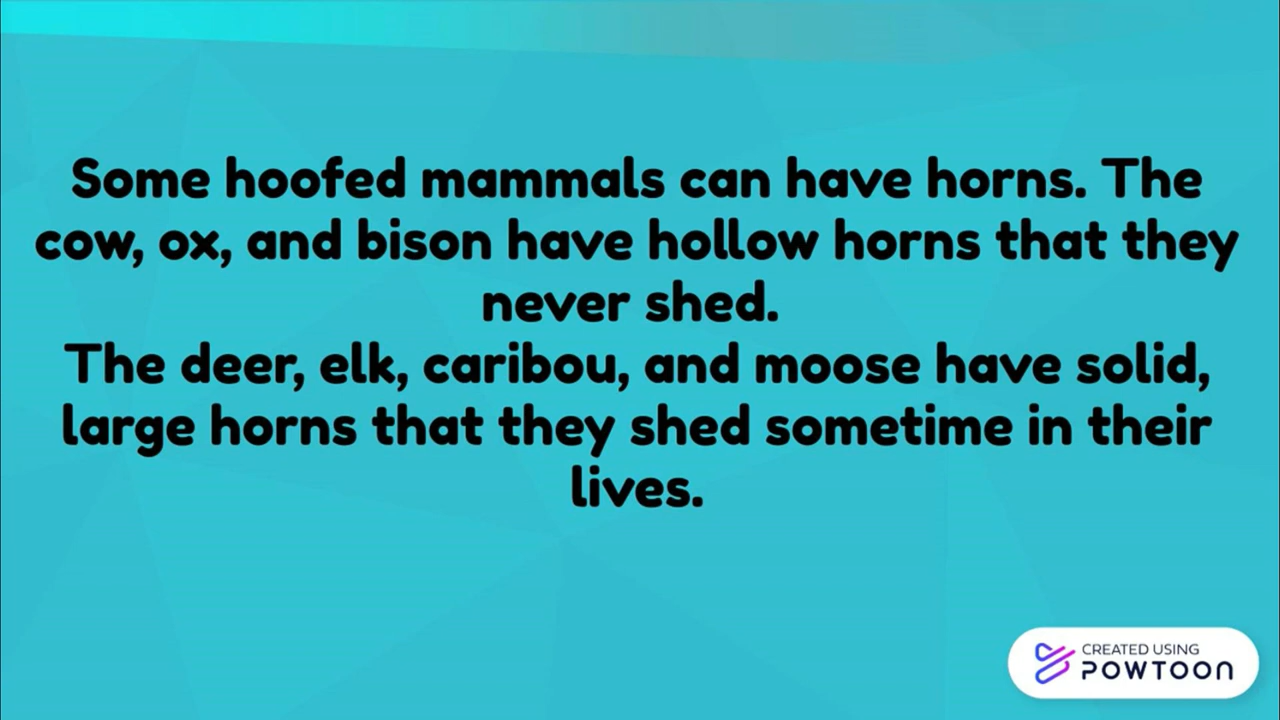 Some hoofed mammals can have horns. The
cow, ox, and bison have hollow horns that they
never shed.
The deer, elk, caribou, and moose have solid,
large horns that they shed sometime in their
lives.
CREATED USING
POWTOON